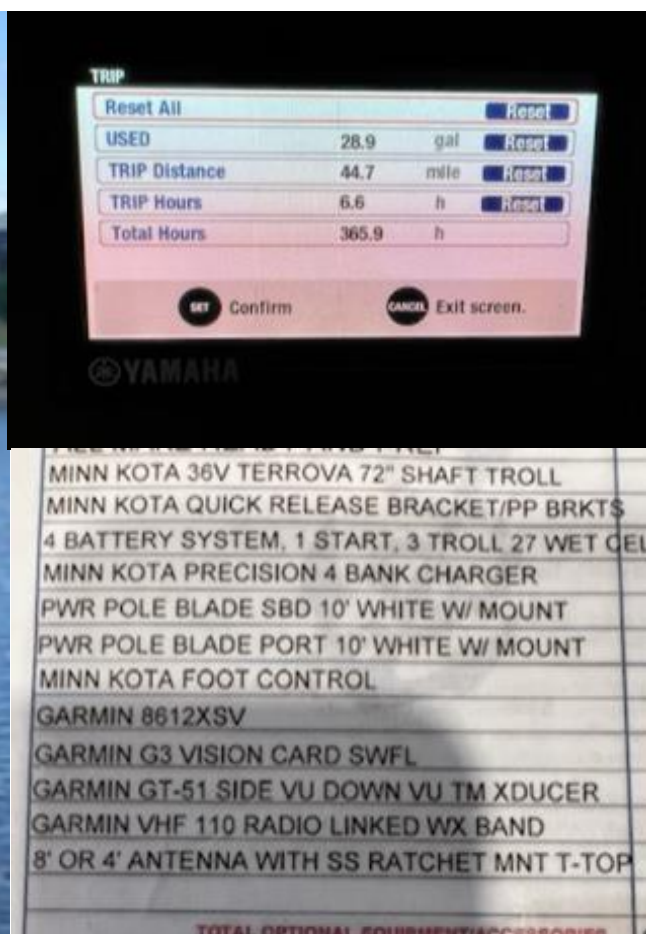 TRIP
Reset All Reset
USED 28.9 gal Reset
TRIP Distance 44.7 mile Reset
TRIP Hours 6.6 h Reset
Total Hours 365.9 h
SET Confirm CANCEL Exit screen.
YAMAHA
MINN KOTA 36V TERROVA 72" SHAFT TROLL
MINN KOTA QUICK RELEASE BRACKET/PP BRKTS
4 BATTERY SYSTEM, 1 START, 3 TROLL 27 WET CEL
MINN KOTA PRECISION 4 BANK CHARGER
PWR POLE BLADE SBD 10' WHITE W/ MOUNT
PWR POLE BLADE PORT 10' WHITE W/ MOUNT
MINN KOTA FOOT CONTROL
GARMIN 8612XSV
GARMIN G3 VISION CARD SWFL
GARMIN GT-51 SIDE VU DOWN VU TM XDUCER
GARMIN VHF 110 RADIO LINKED WX BAND
8' OR 4' ANTENNA WITH SS RATCHET MNT T-TOP
TOTAL OPTIONAL EQUIPMENT/ACCESSORIES